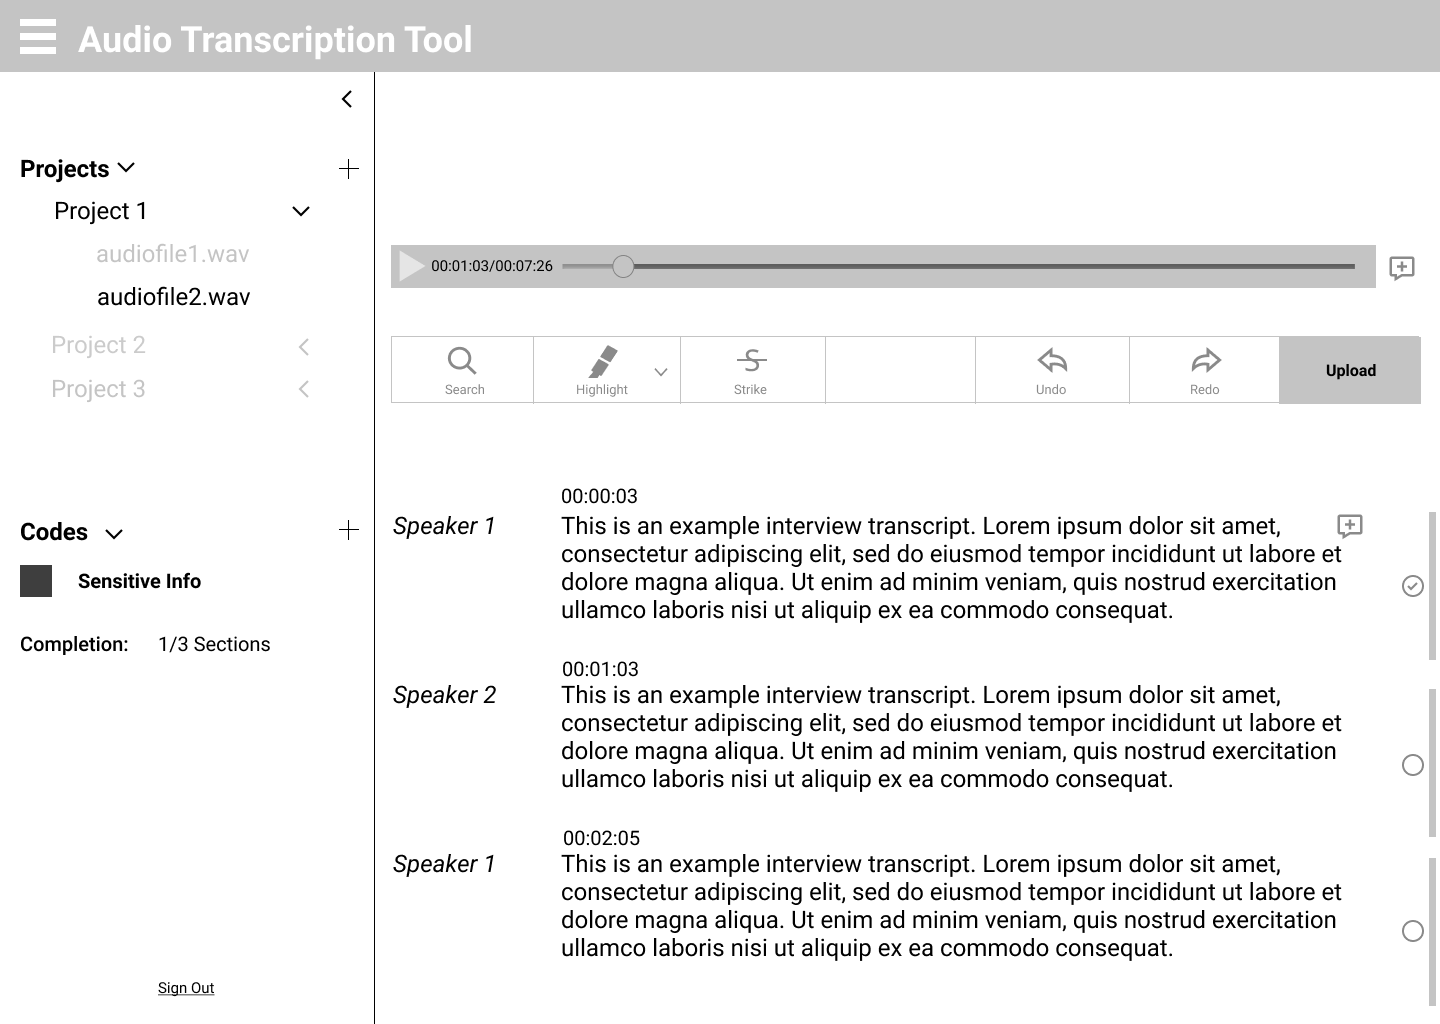 Audio Transcription Tool
Projects
Project 1
audiofile1.wav
audiofile2.wav
Project 2
Project 3
Codes
Sensitive Info
Completion: 1/3 Sections
Sign Out
00:01:03/00:07:26
Search
Highlight
Strike
Undo
Redo
Upload
00:00:03
Speaker 1
This is an example interview transcript. Lorem ipsum dolor sit amet,
consectetur adipiscing elit, sed do eiusmod tempor incididunt ut labore et
dolore magna aliqua. Ut enim ad minim veniam, quis nostrud exercitation
ullamco laboris nisi ut aliquip ex ea commodo consequat.
00:01:03
Speaker 2
This is an example interview transcript. Lorem ipsum dolor sit amet,
consectetur adipiscing elit, sed do eiusmod tempor incididunt ut labore et
dolore magna aliqua. Ut enim ad minim veniam, quis nostrud exercitation
ullamco laboris nisi ut aliquip ex ea commodo consequat.
00:02:05
Speaker 1
This is an example interview transcript. Lorem ipsum dolor sit amet,
consectetur adipiscing elit, sed do eiusmod tempor incididunt ut labore et
dolore magna aliqua. Ut enim ad minim veniam, quis nostrud exercitation
ullamco laboris nisi ut aliquip ex ea commodo consequat.